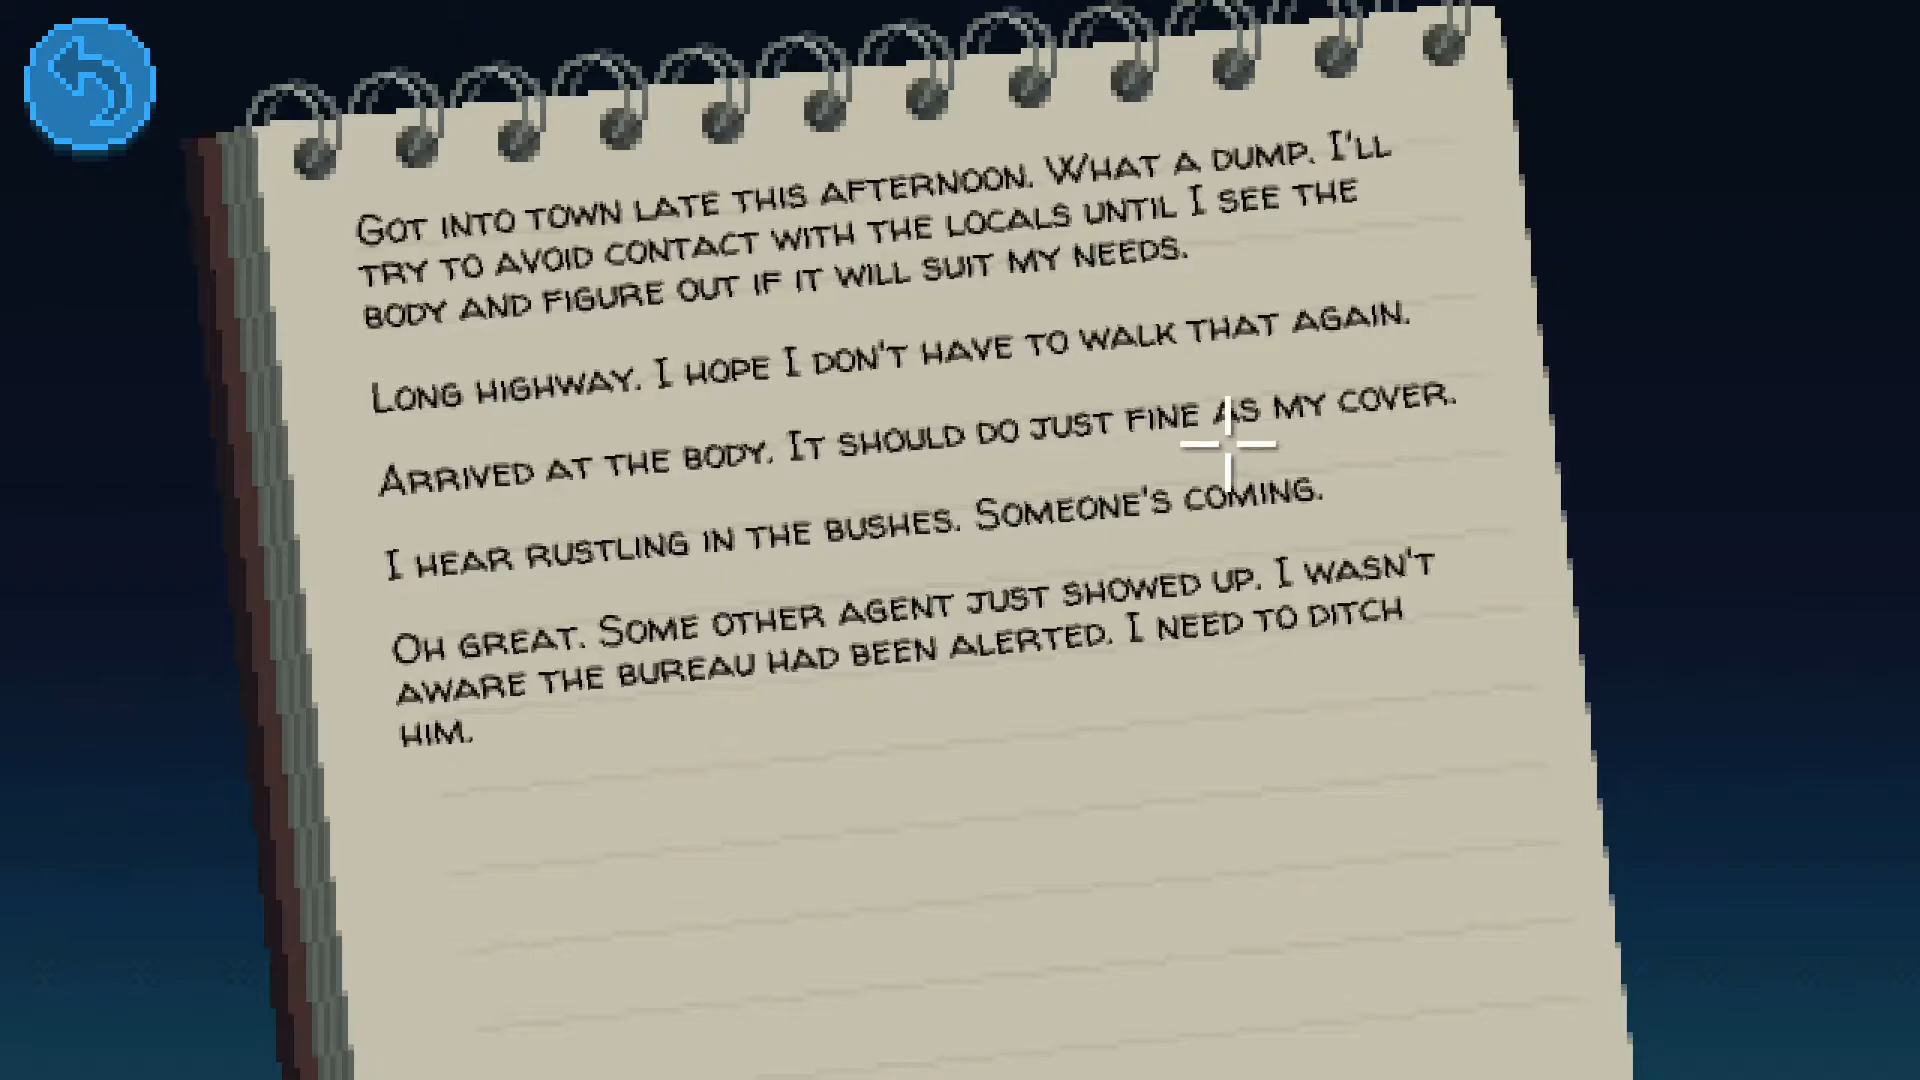 Got into town late this afternoon. What a dump. I'll
try to avoid contact with the locals until I see the
body and figure out if it will suit my needs.
Long highway. I hope I don't have to walk that again.
Arrived at the body. It should do just fine as my cover.
I hear rustling in the bushes. Someone's coming.
Oh great. Some other agent just showed up. I wasn't
aware the bureau had been alerted. I need to ditch
him.